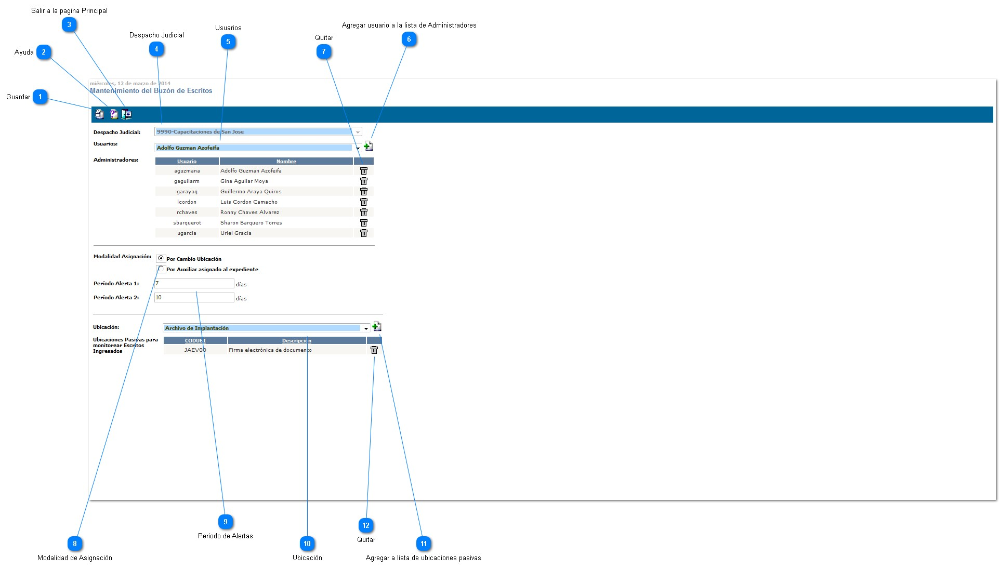 Salir a la pagina Principal
3
Agregar usuario a la lista de Administradores
6
Usuarios
5
Despacho Judicial
4
Quitar
7
Ayuda 2
miércoles, 12 de marzo de 2014
Mantenimiento del Buzón de Escritos
Guardar 1
Despacho Judicial: 9990-Capacitaciones de San Jose
Usuarios: Adolfo Guzman Azofeifa
Administradores:
Usuario Nombre
aguzmana Adolfo Guzman Azofeifa
gaguilarm Gina Aguilar Moya
garayaq Guillermo Araya Quiros
lcordon Luis Cordon Camacho
rchaves Ronny Chaves Alvarez
sbarquerot Sharon Barquero Torres
ugarcia Uriel Gracia
Modalidad Asignación: Por Cambio Ubicación
Por Auxiliar asignado al expediente
Período Alerta 1: 7 días
Período Alerta 2: 10 días
Ubicación: Archivo de Implantación
Ubicaciones Pasivas para
monitorear Escritos
Ingresados
CODUBI Descripción
JAEV00 Firma electrónica de documento
9
Periodo de Alertas
12
Quitar
8
Modalidad de Asignación
10
Ubicación
11
Agregar a lista de ubicaciones pasivas